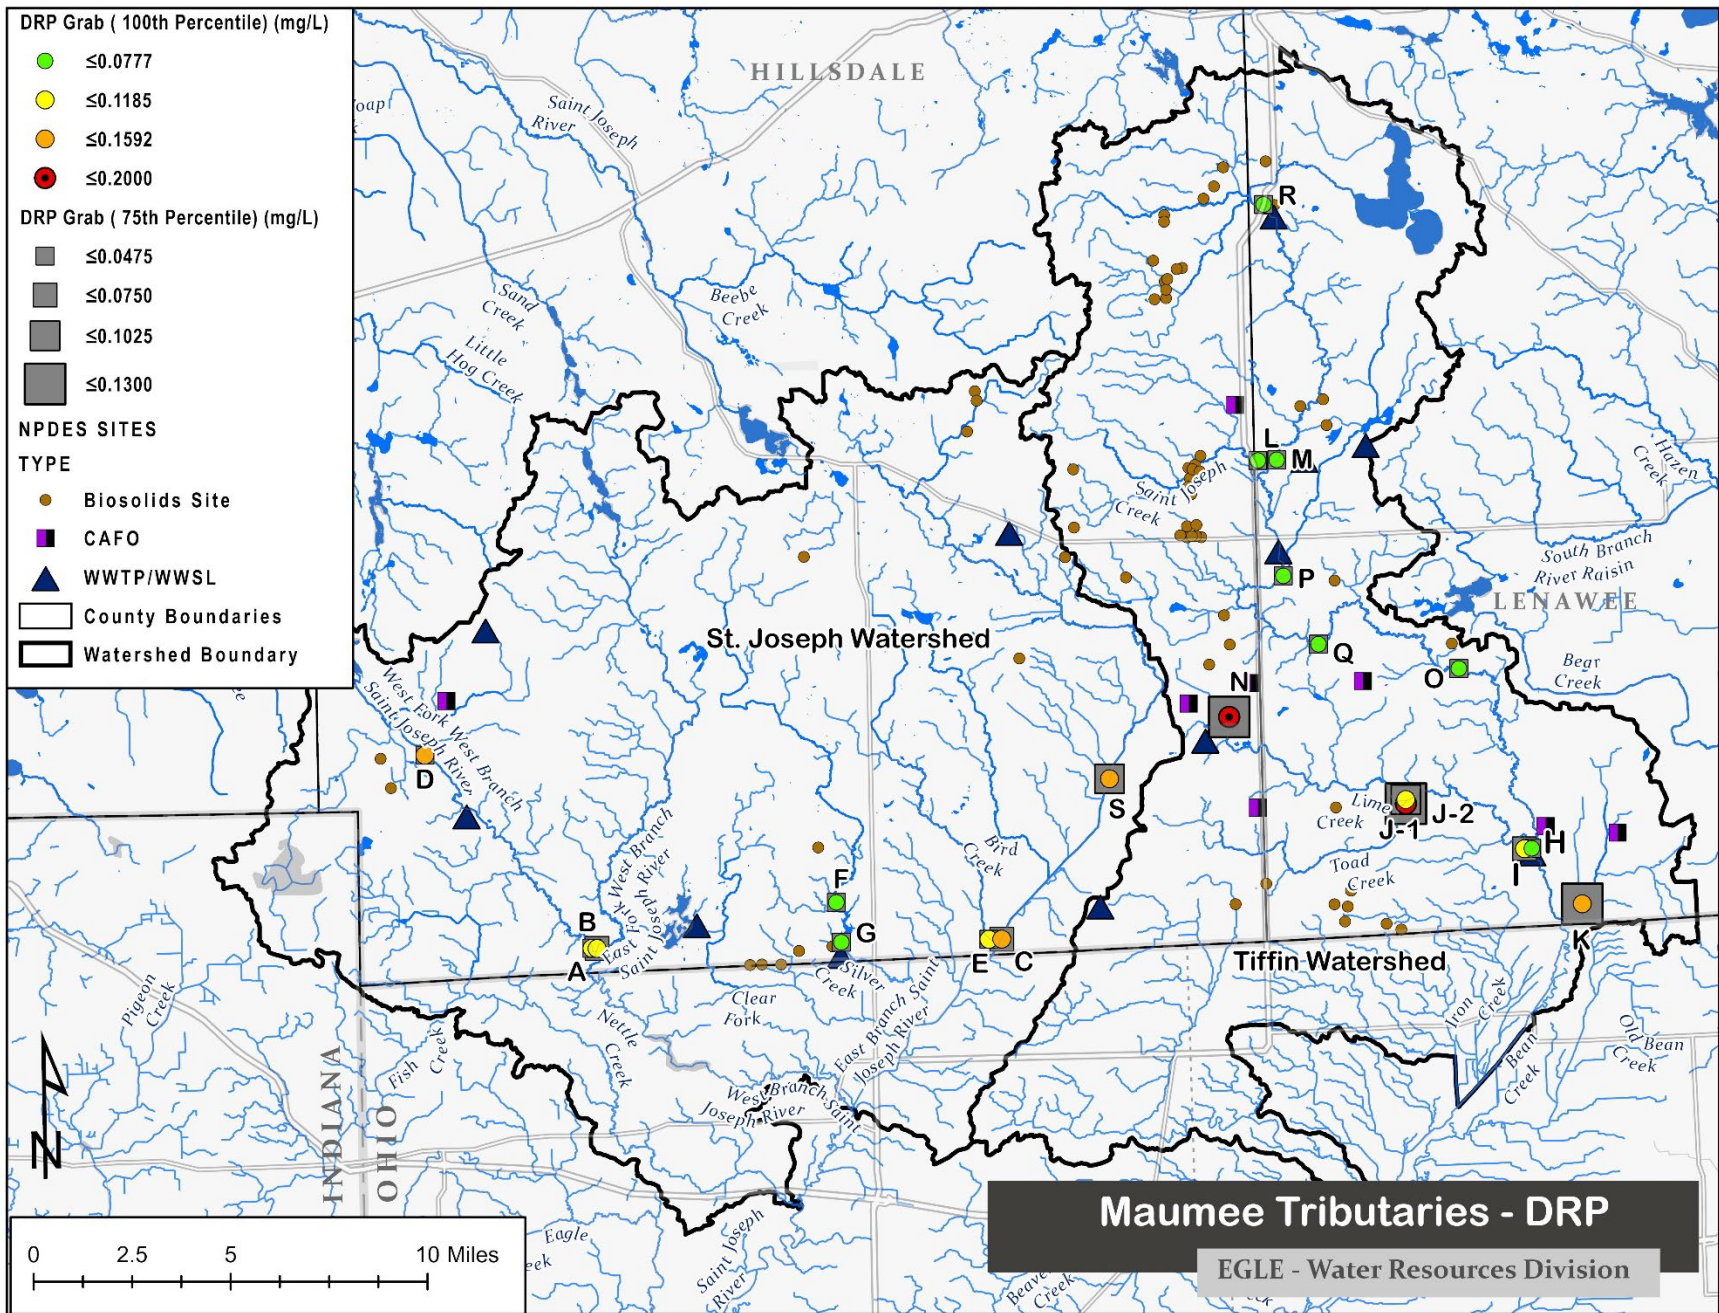 DRP Grab ( 100th Percentile) (mg/L)
≤0.0777
≤0.1185
≤0.1592
≤0.2000
DRP Grab ( 75th Percentile) (mg/L)
≤0.0475
≤0.0750
≤0.1025
≤0.1300
NPDES SITES
TYPE
Biosolids Site
CAFO
WWTP/WWSL
County Boundaries
Watershed Boundary
HILLSDALE
Saint Joseph
River
Sand
Creek
Little
Hog Creek
Beebe
Creek
R
L
M
Saint Joseph
Creek
Hazen
Creek
South Branch
River Raisin
LENAWEE
P
Q
O
N
Bear
Creek
St. Joseph Watershed
West Fork West Branch
Saint Joseph River
D
S
Lime
Creek
J-1
J-2
H
I
Toad
Creek
K
Bird
Creek
East Fork West Branch
Saint Joseph River
F
G
B
A
E
C
Silver
Creek
Clear
Fork
Nettle
Creek
East Branch Saint
Joseph River
West Branch Saint
Joseph River
Tiffin Watershed
Iron
Creek
Bean
Creek
Old Bean
Creek
Pigeon
Creek
Fish
Creek
INDIANA
OHIO
N
0 2.5 5 10 Miles
Eagle
eek
Saint Joseph
River
Beaver
Creek
Maumee Tributaries - DRP
EGLE - Water Resources Division